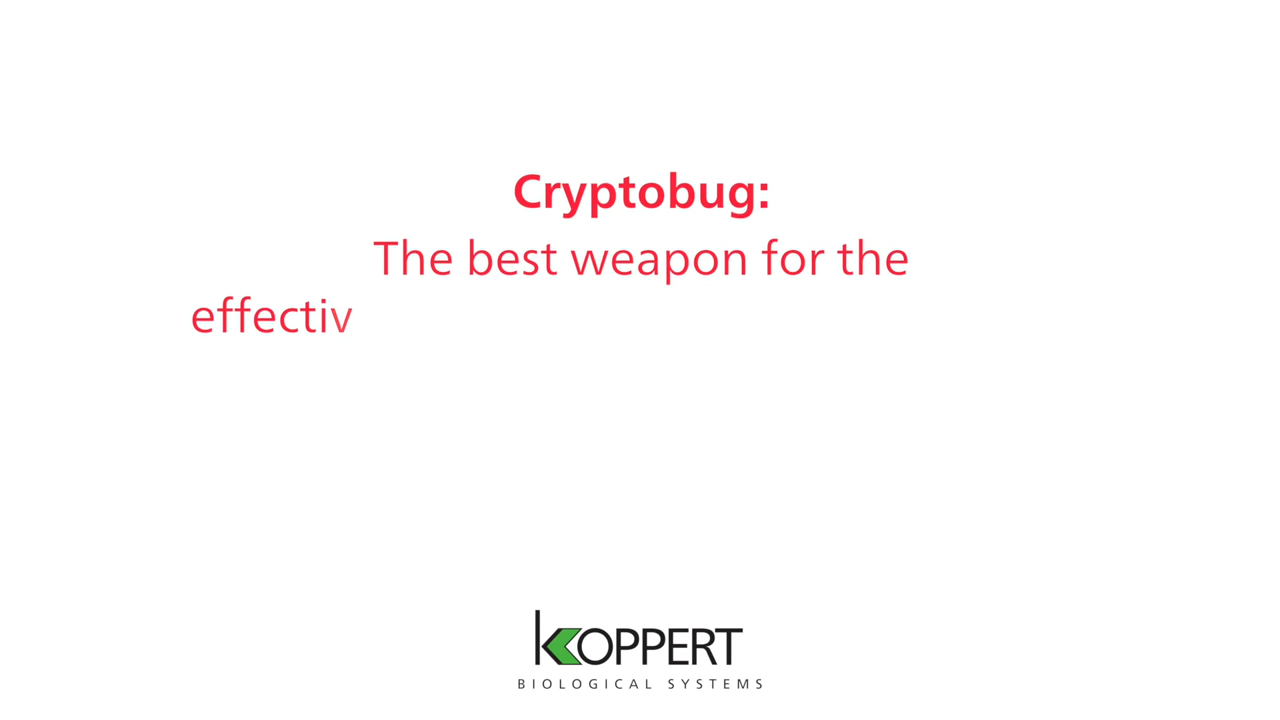 Cryptobug:
The best weapon for the
effectiv
KOPPERT
BIOLOGICAL SYSTEMS